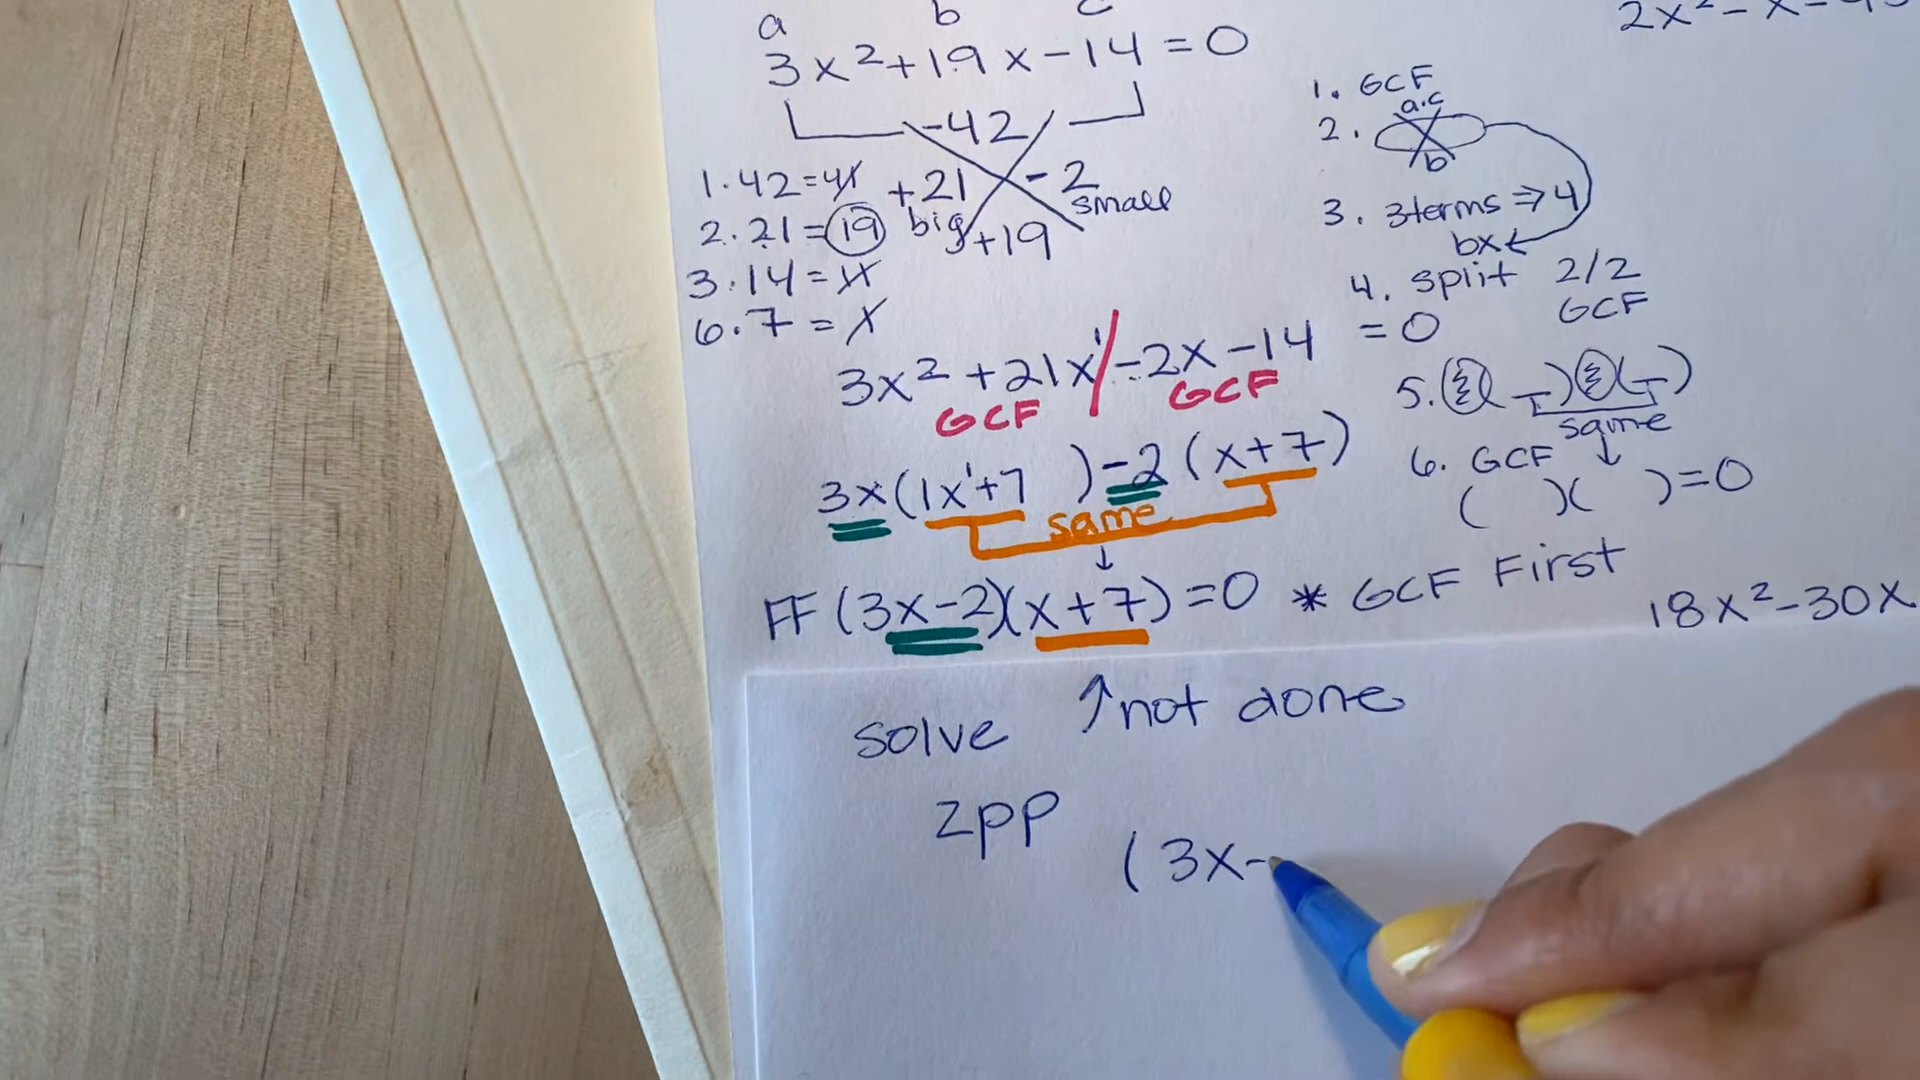 a b c
3x²+19x-14=0
-42
1.42=41 +21 -2
big small
2.21=19
+19
3.14=11
6.7=1
3x²+21x'-2x-14 =0
GCF GCF
3x(1x'+7 )-2(x+7)
same
FF(3x-2)(x+7)=0 * GCF First
solve ↑not done
zpp
(3x-
1. GCF
2. a.c
b
3. 3terms ⇒ 4
bx
4. split 2/2
GCF
5. ( )( )
same
6. GCF ↓
( )( )=0
2x²-x-45
18x²-30x